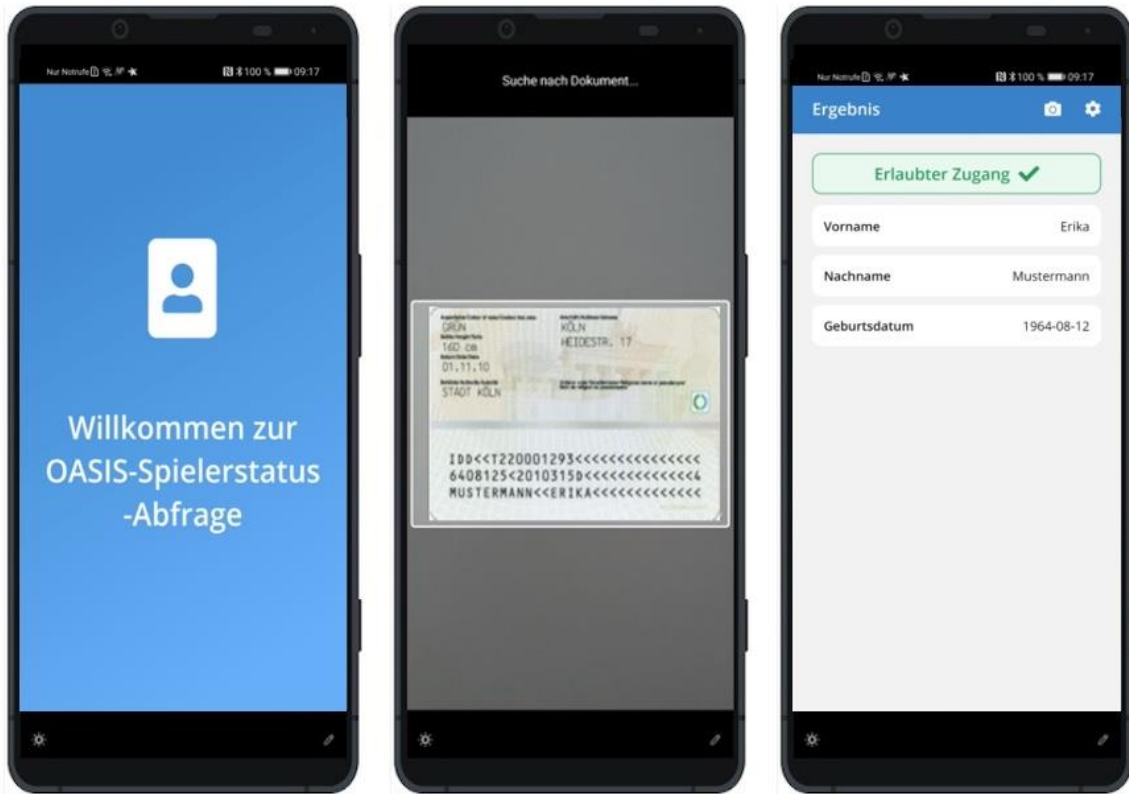 Nur Notrufe 100 % 09:17
Willkommen zur
OASIS-Spielerstatus
-Abfrage
Suche nach Dokument...
GRÜN
160 cm
01.11.10
STADT KÖLN
KÖLN
HEIDESTR. 17
IDD<<T220001293<<<<<<<<<<<<<<<
6408125<2010315D<<<<<<<<<<<<<4
MUSTERMANN<<ERIKA<<<<<<<<<<<<<
Nur Notrufe 100 % 09:17
Ergebnis
Erlaubter Zugang
Vorname Erika
Nachname Mustermann
Geburtsdatum 1964-08-12